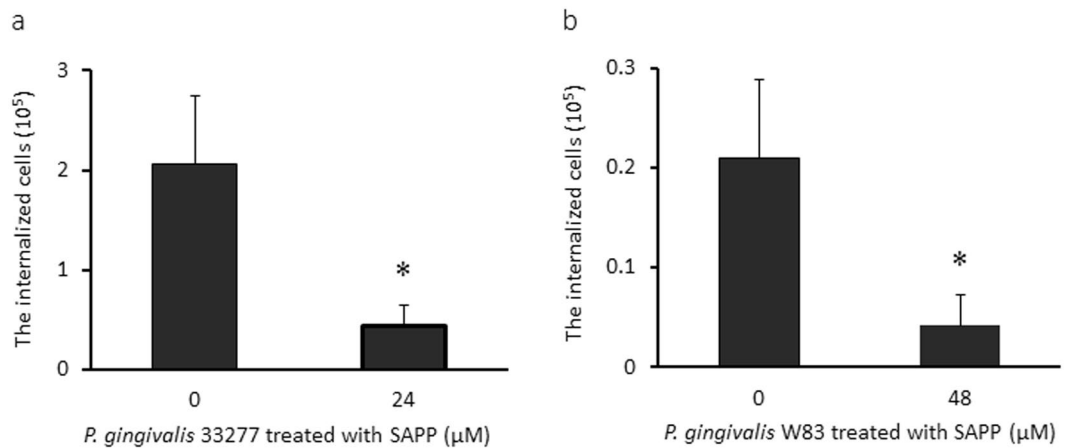 a
The internalized cells (10⁵)
3
2
1
0
*
0 24
P. gingivalis 33277 treated with SAPP (µM)
b
The internalized cells (10⁵)
0.3
0.2
0.1
0
*
0 48
P. gingivalis W83 treated with SAPP (µM)